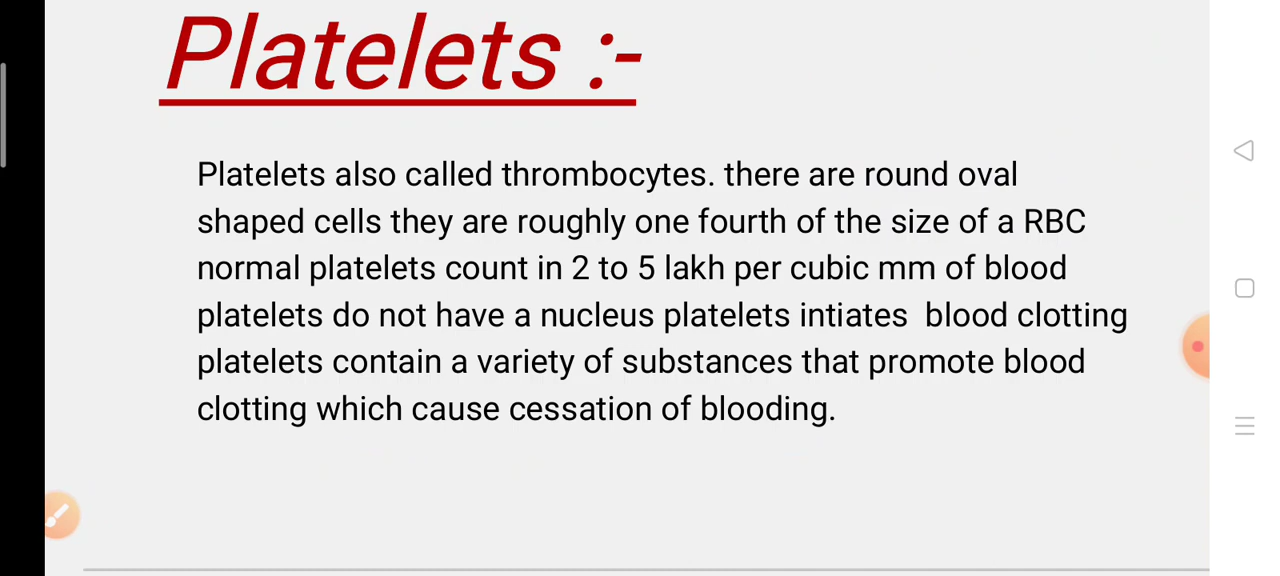 Platelets :-
Platelets also called thrombocytes. there are round oval
shaped cells they are roughly one fourth of the size of a RBC
normal platelets count in 2 to 5 lakh per cubic mm of blood
platelets do not have a nucleus platelets intiates  blood clotting
platelets contain a variety of substances that promote blood
clotting which cause cessation of blooding.